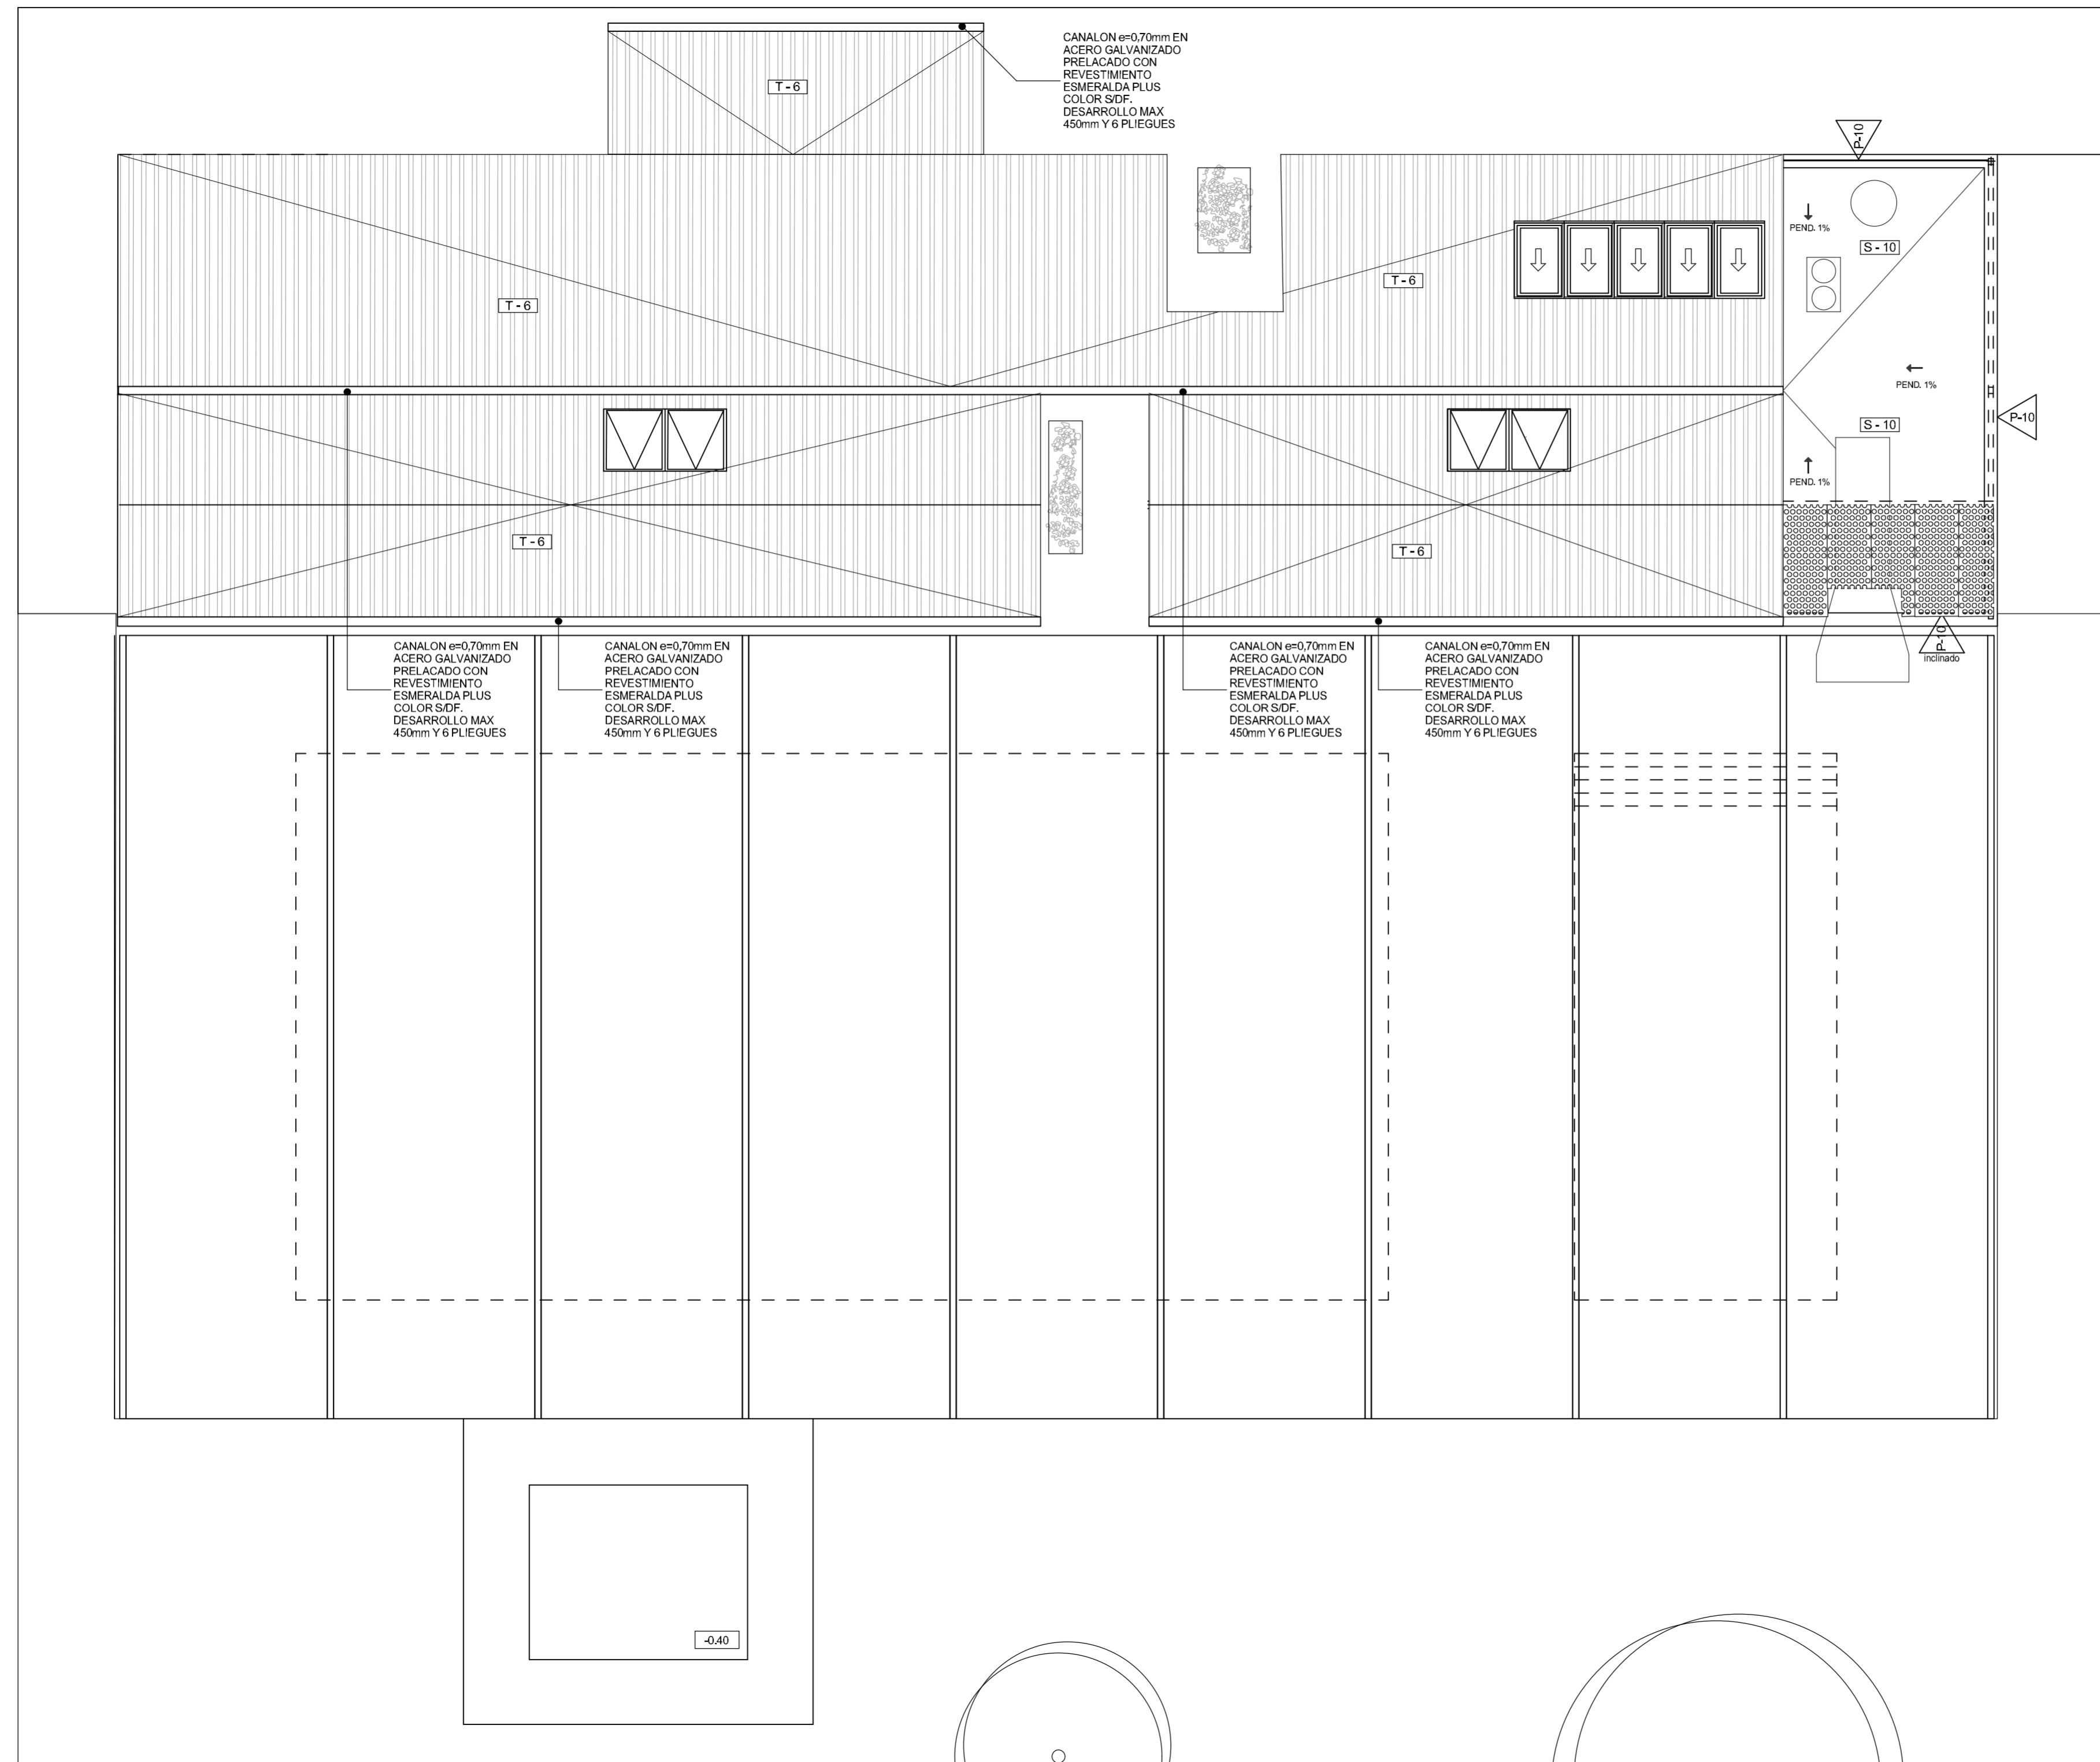 CANALON e=0,70mm EN
ACERO GALVANIZADO
PRELACADO CON
REVESTIMIENTO
ESMERALDA PLUS
COLOR S/DF.
DESARROLLO MAX
450mm Y 6 PLIEGUES
T - 6
P-10
PEND. 1%
S - 10
T - 6
T - 6
PEND. 1%
P-10
S - 10
PEND. 1%
T - 6
T - 6
P-10
inclinado
CANALON e=0,70mm EN
ACERO GALVANIZADO
PRELACADO CON
REVESTIMIENTO
ESMERALDA PLUS
COLOR S/DF.
DESARROLLO MAX
450mm Y 6 PLIEGUES
CANALON e=0,70mm EN
ACERO GALVANIZADO
PRELACADO CON
REVESTIMIENTO
ESMERALDA PLUS
COLOR S/DF.
DESARROLLO MAX
450mm Y 6 PLIEGUES
CANALON e=0,70mm EN
ACERO GALVANIZADO
PRELACADO CON
REVESTIMIENTO
ESMERALDA PLUS
COLOR S/DF.
DESARROLLO MAX
450mm Y 6 PLIEGUES
CANALON e=0,70mm EN
ACERO GALVANIZADO
PRELACADO CON
REVESTIMIENTO
ESMERALDA PLUS
COLOR S/DF.
DESARROLLO MAX
450mm Y 6 PLIEGUES
-0.40